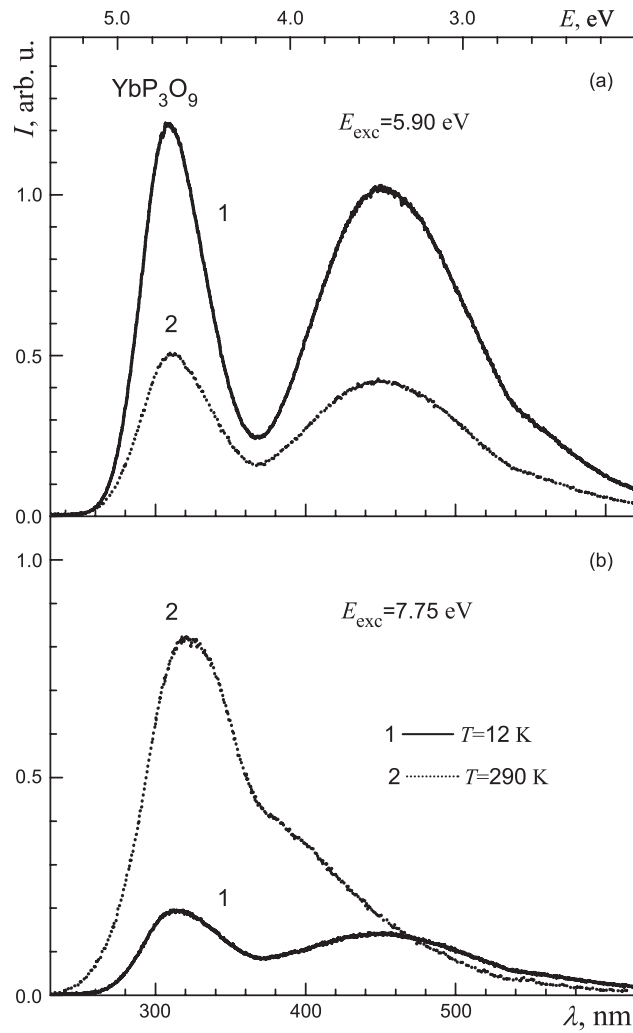 5.0 4.0 3.0 E, eV
I, arb. u.
(a)
YbP₃O₉
E_exc=5.90 eV
1
1.0
2
0.5
0.0
(b)
1.0
2
E_exc=7.75 eV
1 T=12 K
2 T=290 K
0.5
1
0.0
300 400 500 λ, nm